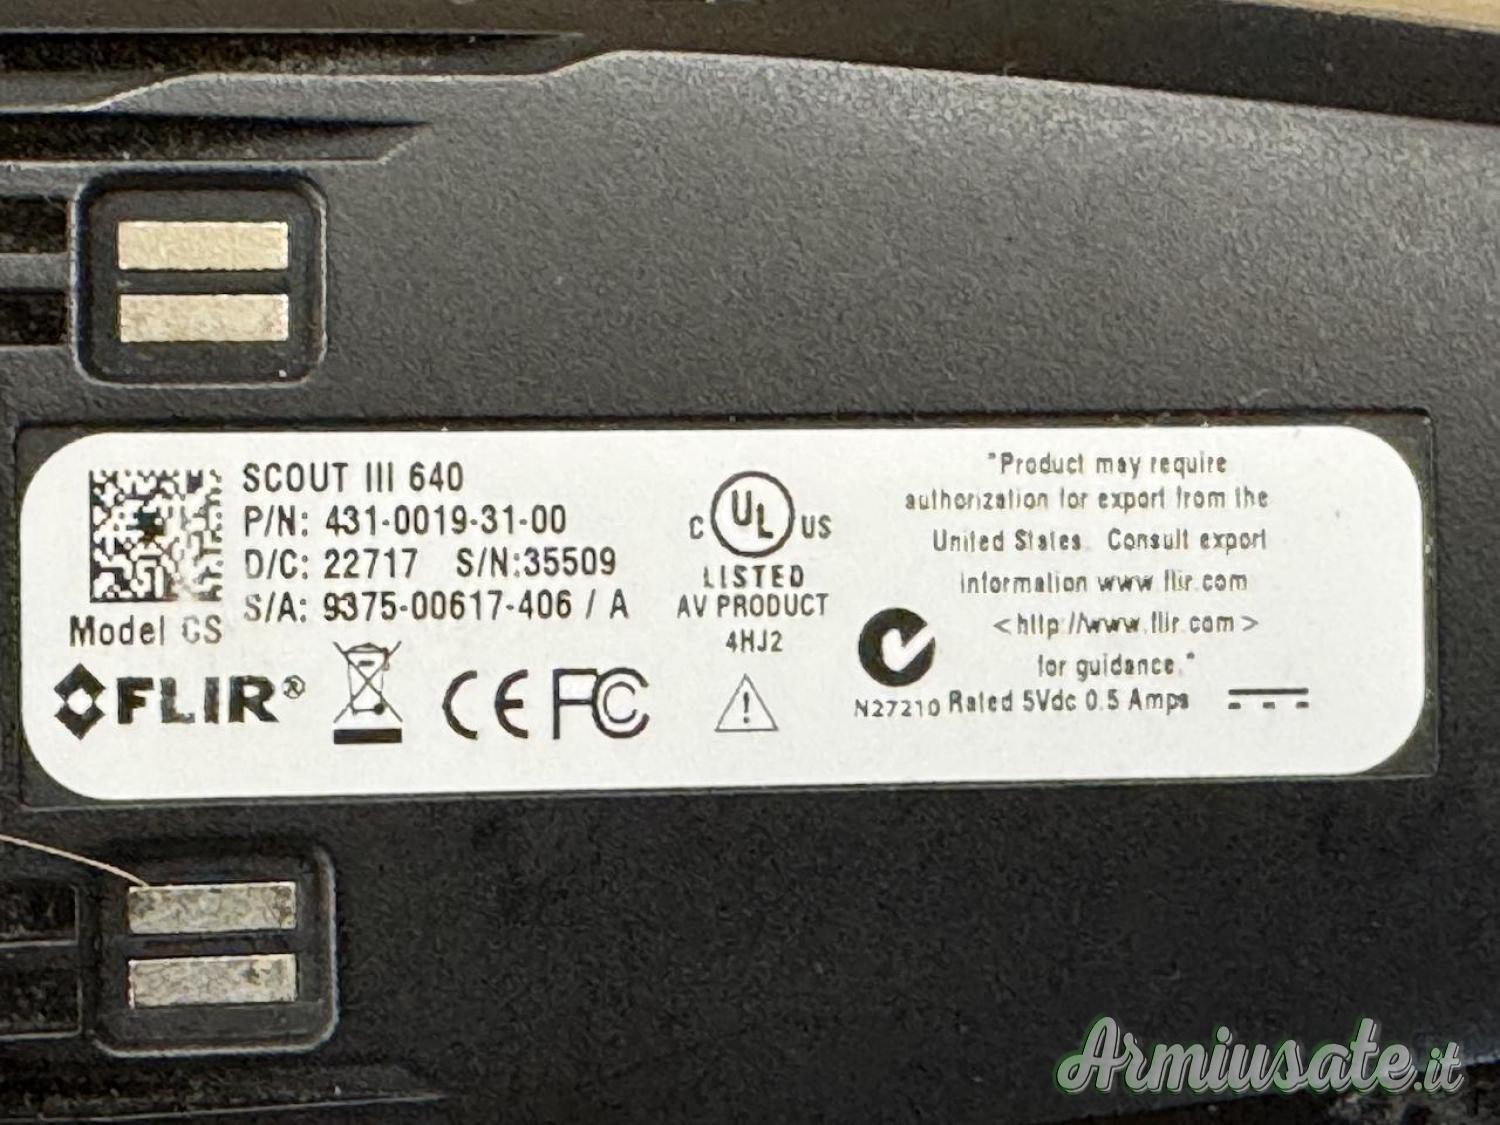 SCOUT III 640
P/N: 431-0019-31-00
D/C: 22717 S/N:35509
S/A: 9375-00617-406 / A
Model CS
FLIR®
CE FC
C UL US
LISTED
AV PRODUCT
4HJ2
"Product may require
authorization for export from the
United States. Consult export
information www.flir.com
<http://www.flir.com>
for guidance."
N27210 Rated 5Vdc 0.5 Amps
Armiusate.it